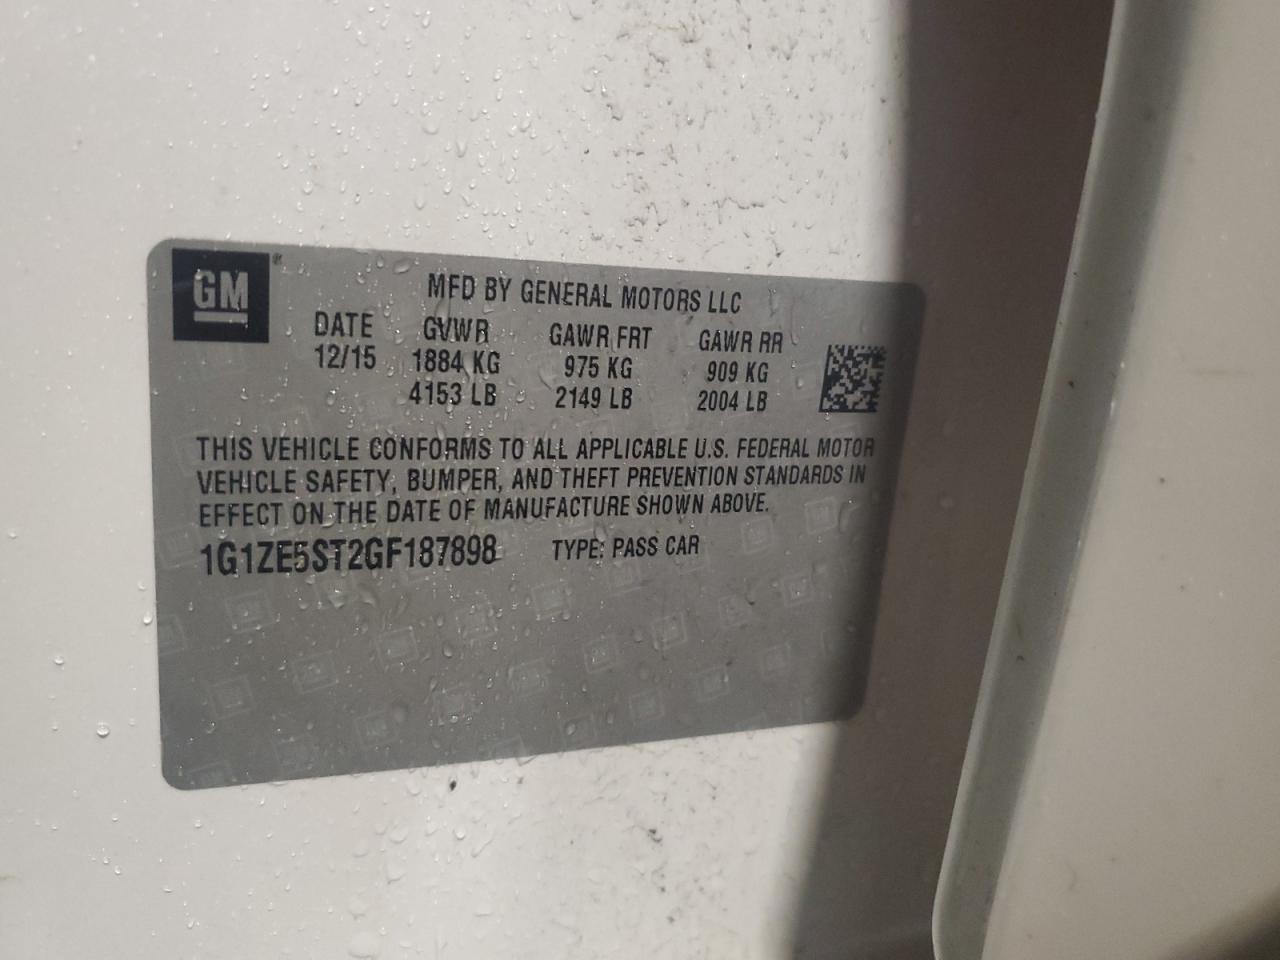 GM®
MFD BY GENERAL MOTORS LLC
DATE GVWR GAWR FRT GAWR RR
12/15 1884 KG 975 KG 909 KG
4153 LB 2149 LB 2004 LB
THIS VEHICLE CONFORMS TO ALL APPLICABLE U.S. FEDERAL MOTOR
VEHICLE SAFETY, BUMPER, AND THEFT PREVENTION STANDARDS IN
EFFECT ON THE DATE OF MANUFACTURE SHOWN ABOVE.
1G1ZE5ST2GF187898 TYPE: PASS CAR